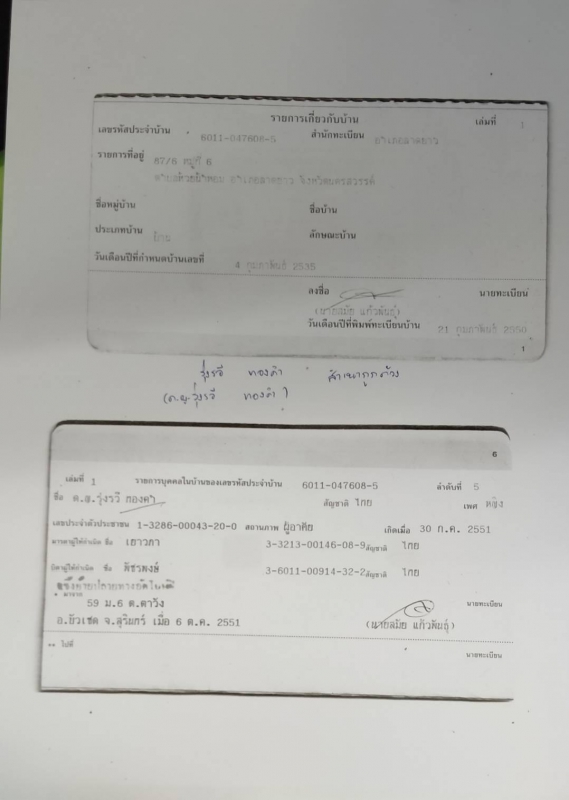 รายการเกี่ยวกับบ้าน เล่มที่ 1
เลขรหัสประจำบ้าน 6011-047608-5 สำนักทะเบียน อำเภอลาดยาว
รายการที่อยู่ 67/6 หมู่ที่ 6
ตำบลห้วยน้ำหอม อำเภอลาดยาว จังหวัดนครสวรรค์
ชื่อหมู่บ้าน ชื่อบ้าน
ประเภทบ้าน บ้าน ลักษณะบ้าน
วันเดือนปีที่กำหนดบ้านเลขที่ 4 กุมภาพันธ์ 2535
ลงชื่อ นายทะเบียน
(นายลมัย แก้วพันธุ์)
วันเดือนปีที่พิมพ์ทะเบียนบ้าน 21 กุมภาพันธ์ 2550
1
รุ่งรวี ทองคำ สำเนาถูกต้อง
(ด.ญ.รุ่งรวี ทองคำ)
6
เล่มที่ 1 รายการบุคคลในบ้านของเลขรหัสประจำบ้าน 6011-047608-5 ลำดับที่ 5
ชื่อ ด.ญ.รุ่งรวี ทองคำ สัญชาติ ไทย เพศ หญิง
เลขประจำตัวประชาชน 1-3286-00043-20-0 สถานภาพ ผู้อาศัย เกิดเมื่อ 30 ก.ค. 2551
มารดาผู้ให้กำเนิด ชื่อ เยาวภา 3-3213-00146-08-9 สัญชาติ ไทย
บิดาผู้ให้กำเนิด ชื่อ พัชรพงษ์ 3-6011-00914-32-2 สัญชาติ ไทย
* มาจาก
59 ม.6 ต.ตาวัง นายทะเบียน
อ.บัวเชด จ.สุรินทร์ เมื่อ 6 ต.ค. 2551 (นายลมัย แก้วพันธุ์)
** ไปที่
นายทะเบียน